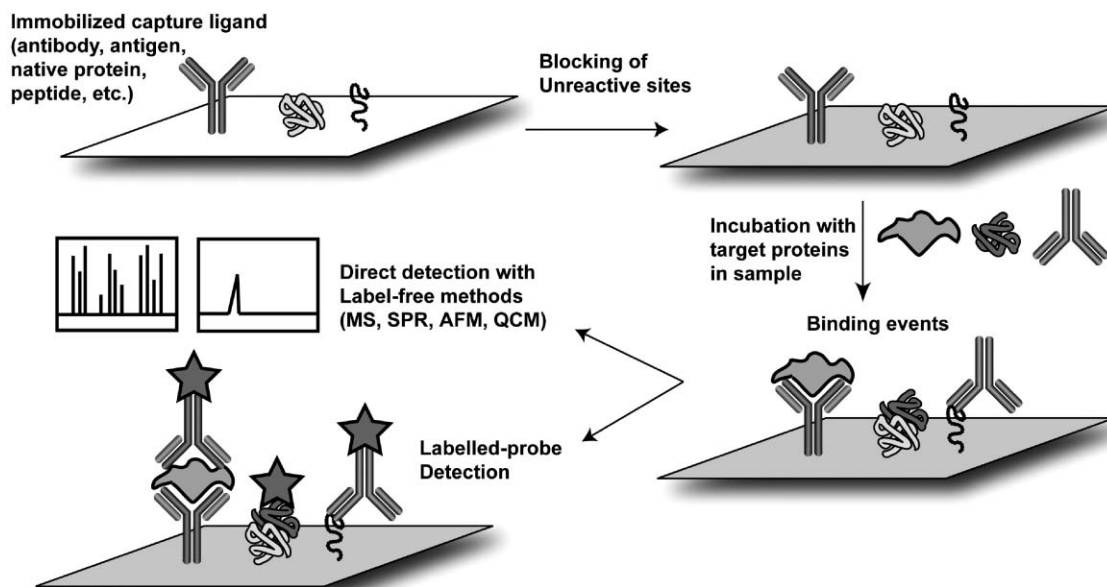 Immobilized capture ligand
(antibody, antigen,
native protein,
peptide, etc.)
Blocking of
Unreactive sites
Incubation with
target proteins
in sample
Binding events
Direct detection with
Label-free methods
(MS, SPR, AFM, QCM)
Labelled-probe
Detection